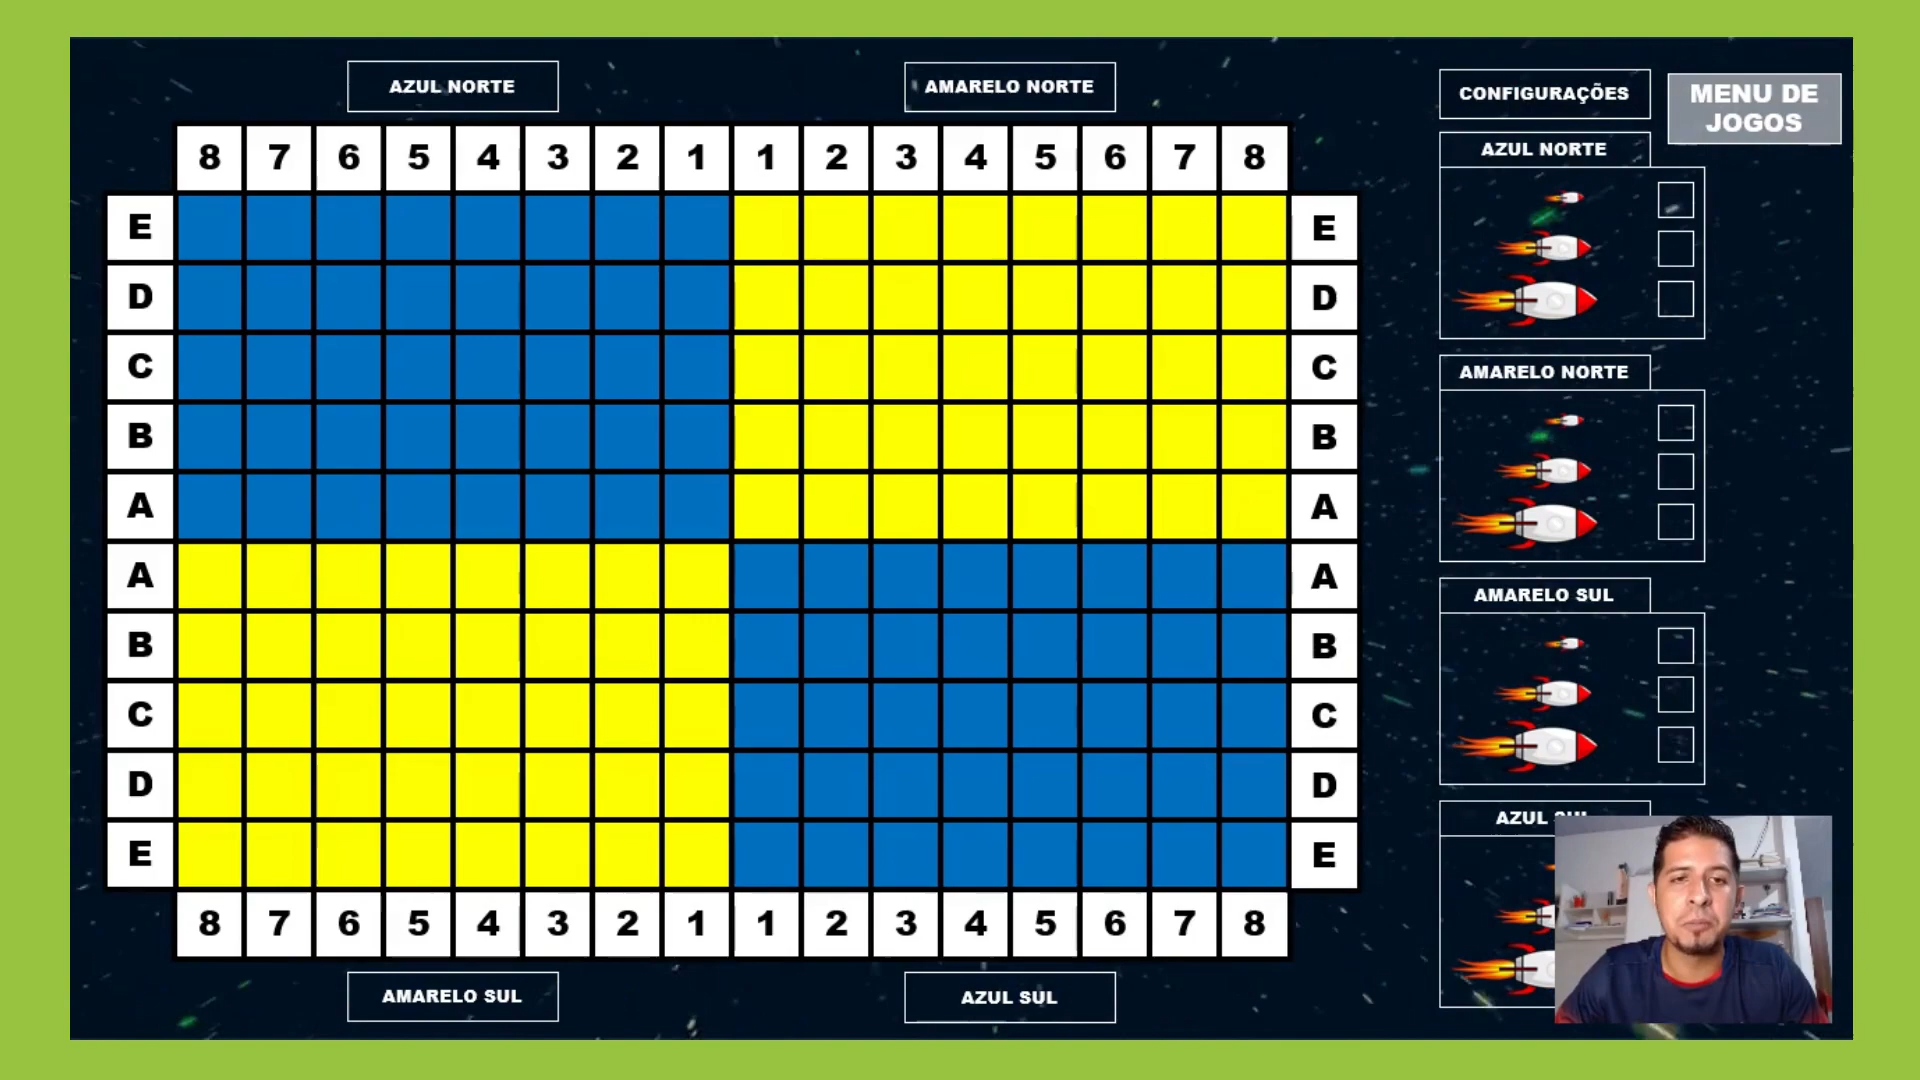 AZUL NORTE
AMARELO NORTE
8 7 6 5 4 3 2 1 1 2 3 4 5 6 7 8
E E
D D
C C
B B
A A
A A
B B
C C
D D
E E
8 7 6 5 4 3 2 1 1 2 3 4 5 6 7 8
AMARELO SUL
AZUL SUL
CONFIGURAÇÕES
MENU DE
JOGOS
AZUL NORTE
AMARELO NORTE
AMARELO SUL
AZUL SUL